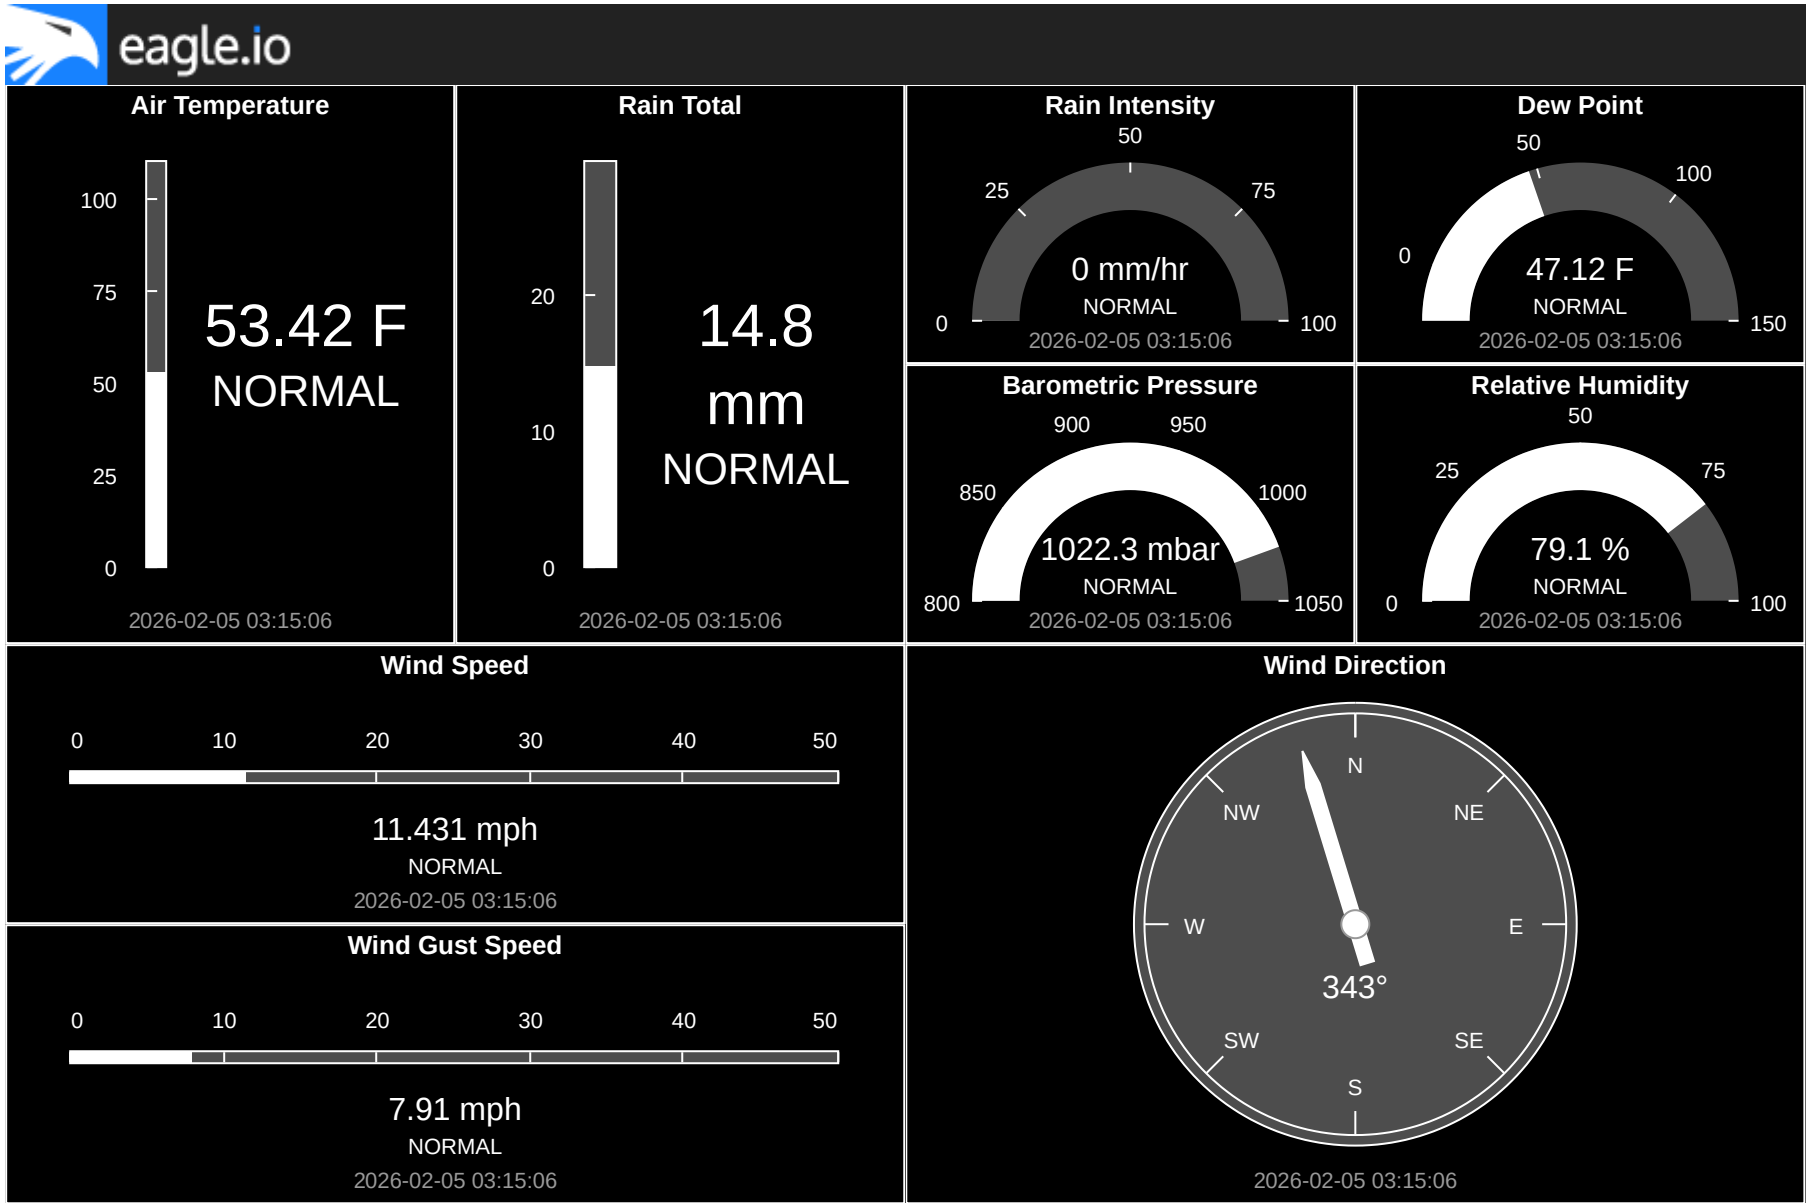 eagle.io
Air Temperature
100
75
50
25
0
53.42 F
NORMAL
2026-02-05 03:15:06
Rain Total
20
10
0
14.8
mm
NORMAL
2026-02-05 03:15:06
Rain Intensity
0
25
50
75
100
0 mm/hr
NORMAL
2026-02-05 03:15:06
Dew Point
0
50
100
150
47.12 F
NORMAL
2026-02-05 03:15:06
Barometric Pressure
800
850
900
950
1000
1050
1022.3 mbar
NORMAL
2026-02-05 03:15:06
Relative Humidity
0
25
50
75
100
79.1 %
NORMAL
2026-02-05 03:15:06
Wind Speed
0 10 20 30 40 50
11.431 mph
NORMAL
2026-02-05 03:15:06
Wind Gust Speed
0 10 20 30 40 50
7.91 mph
NORMAL
2026-02-05 03:15:06
Wind Direction
N
NW NE
W E
343°
SW SE
S
2026-02-05 03:15:06